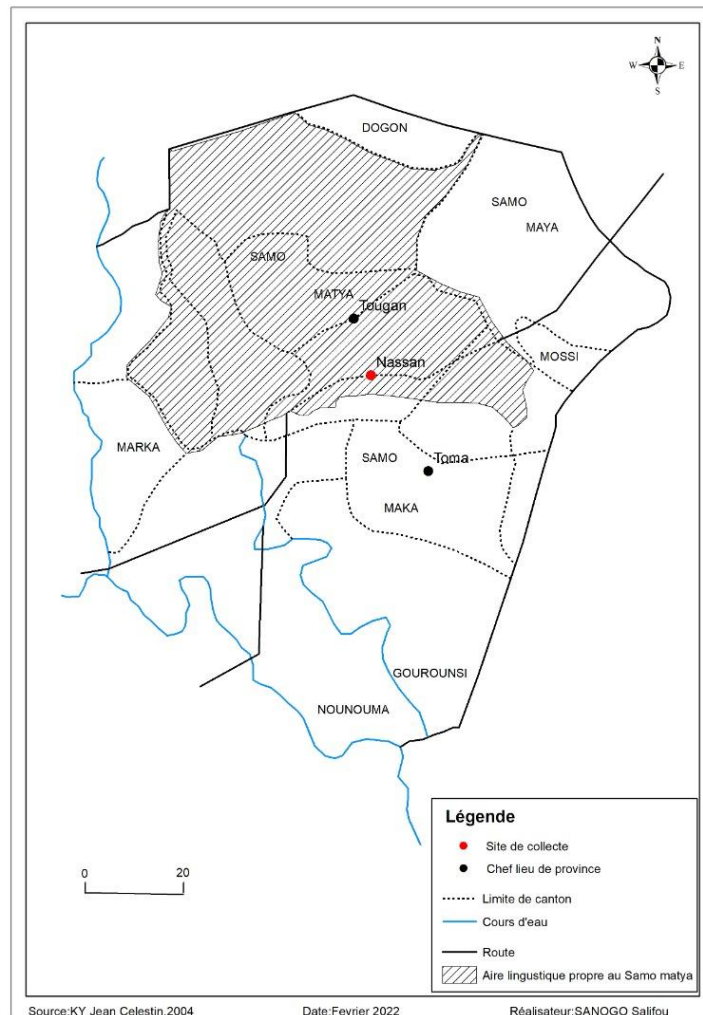 N
W E
S
DOGON
SAMO
MAYA
SAMO
MATYA
Tougan
MOSSI
Nassan
MARKA
SAMO
Toma
MAKA
GOUROUNSI
NOUNOUMA
Légende
Site de collecte
Chef lieu de province
Limite de canton
Cours d'eau
Route
Aire lingustique propre au Samo matya
0 20
Source:KY Jean Celestin,2004 Date:Fevrier 2022 Réalisateur:SANOGO Salifou